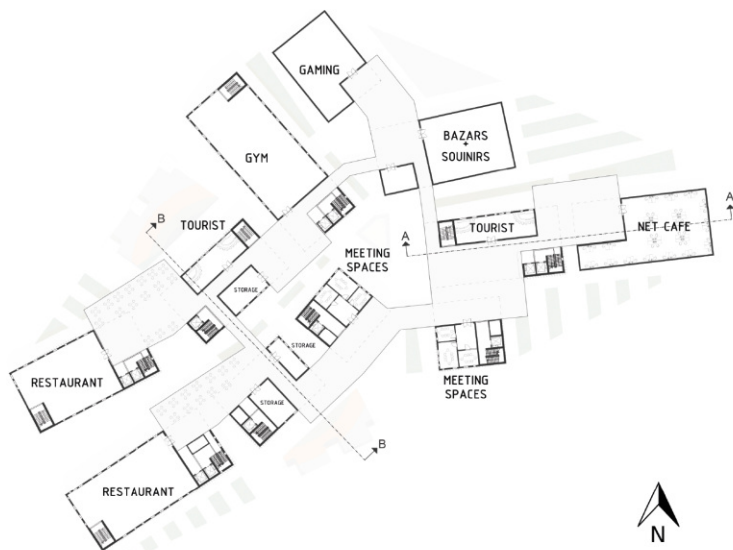 GAMING
BAZARS
+
SOUINIRS
GYM
A
A
TOURIST
NET CAFE
TOURIST
B
MEETING
SPACES
STORAGE
STORAGE
RESTAURANT
MEETING
SPACES
STORAGE
B
RESTAURANT
N